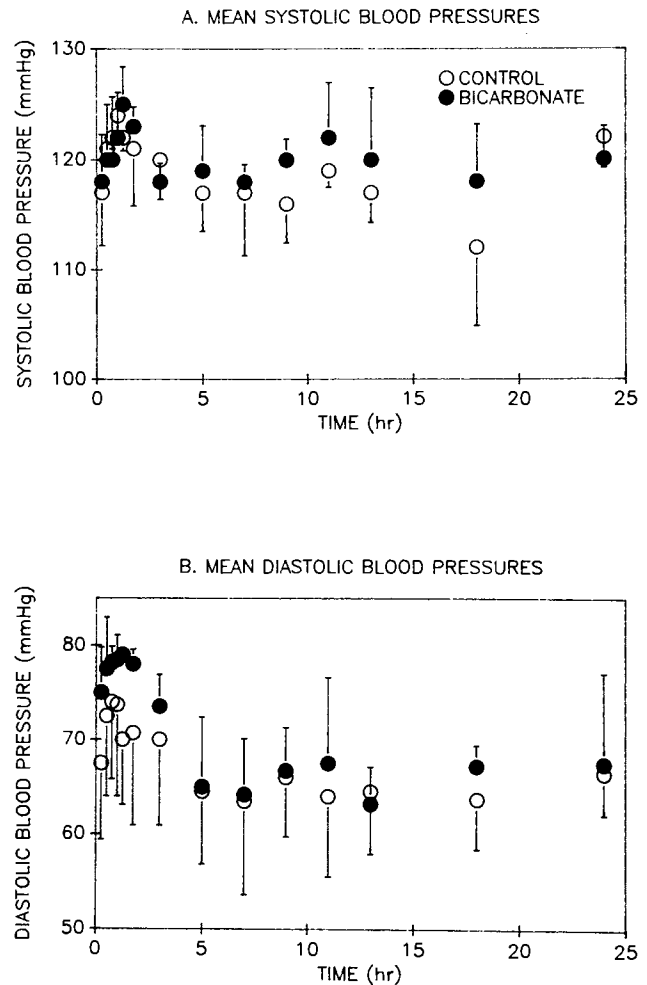 A. MEAN SYSTOLIC BLOOD PRESSURES
SYSTOLIC BLOOD PRESSURE (mmHg)
130
120
110
100
CONTROL
BICARBONATE
0 5 10 15 20 25
TIME (hr)
B. MEAN DIASTOLIC BLOOD PRESSURES
DIASTOLIC BLOOD PRESSURE (mmHg)
80
70
60
50
0 5 10 15 20 25
TIME (hr)